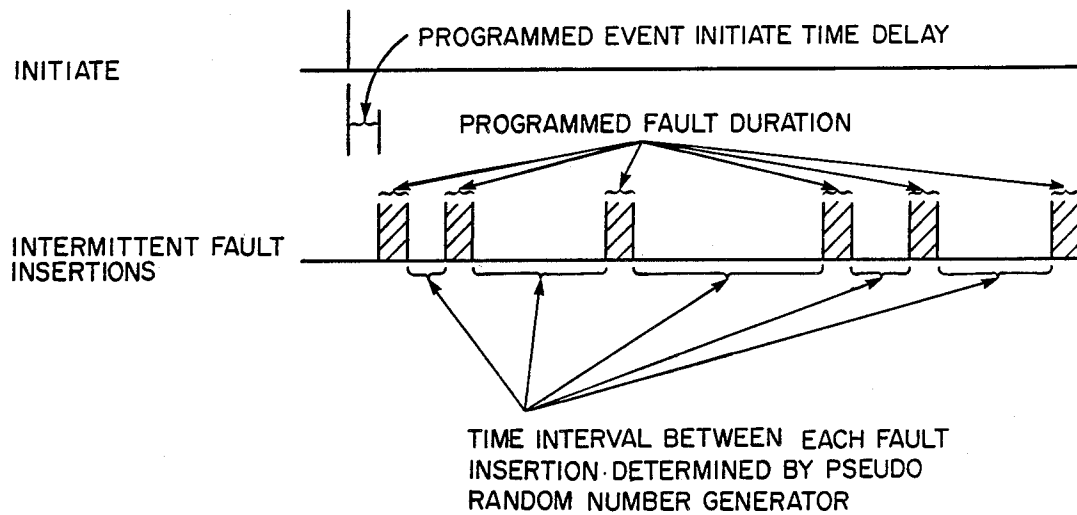 PROGRAMMED EVENT INITIATE TIME DELAY
INITIATE
PROGRAMMED FAULT DURATION
INTERMITTENT FAULT
INSERTIONS
TIME INTERVAL BETWEEN EACH FAULT
INSERTION·DETERMINED BY PSEUDO
RANDOM NUMBER GENERATOR